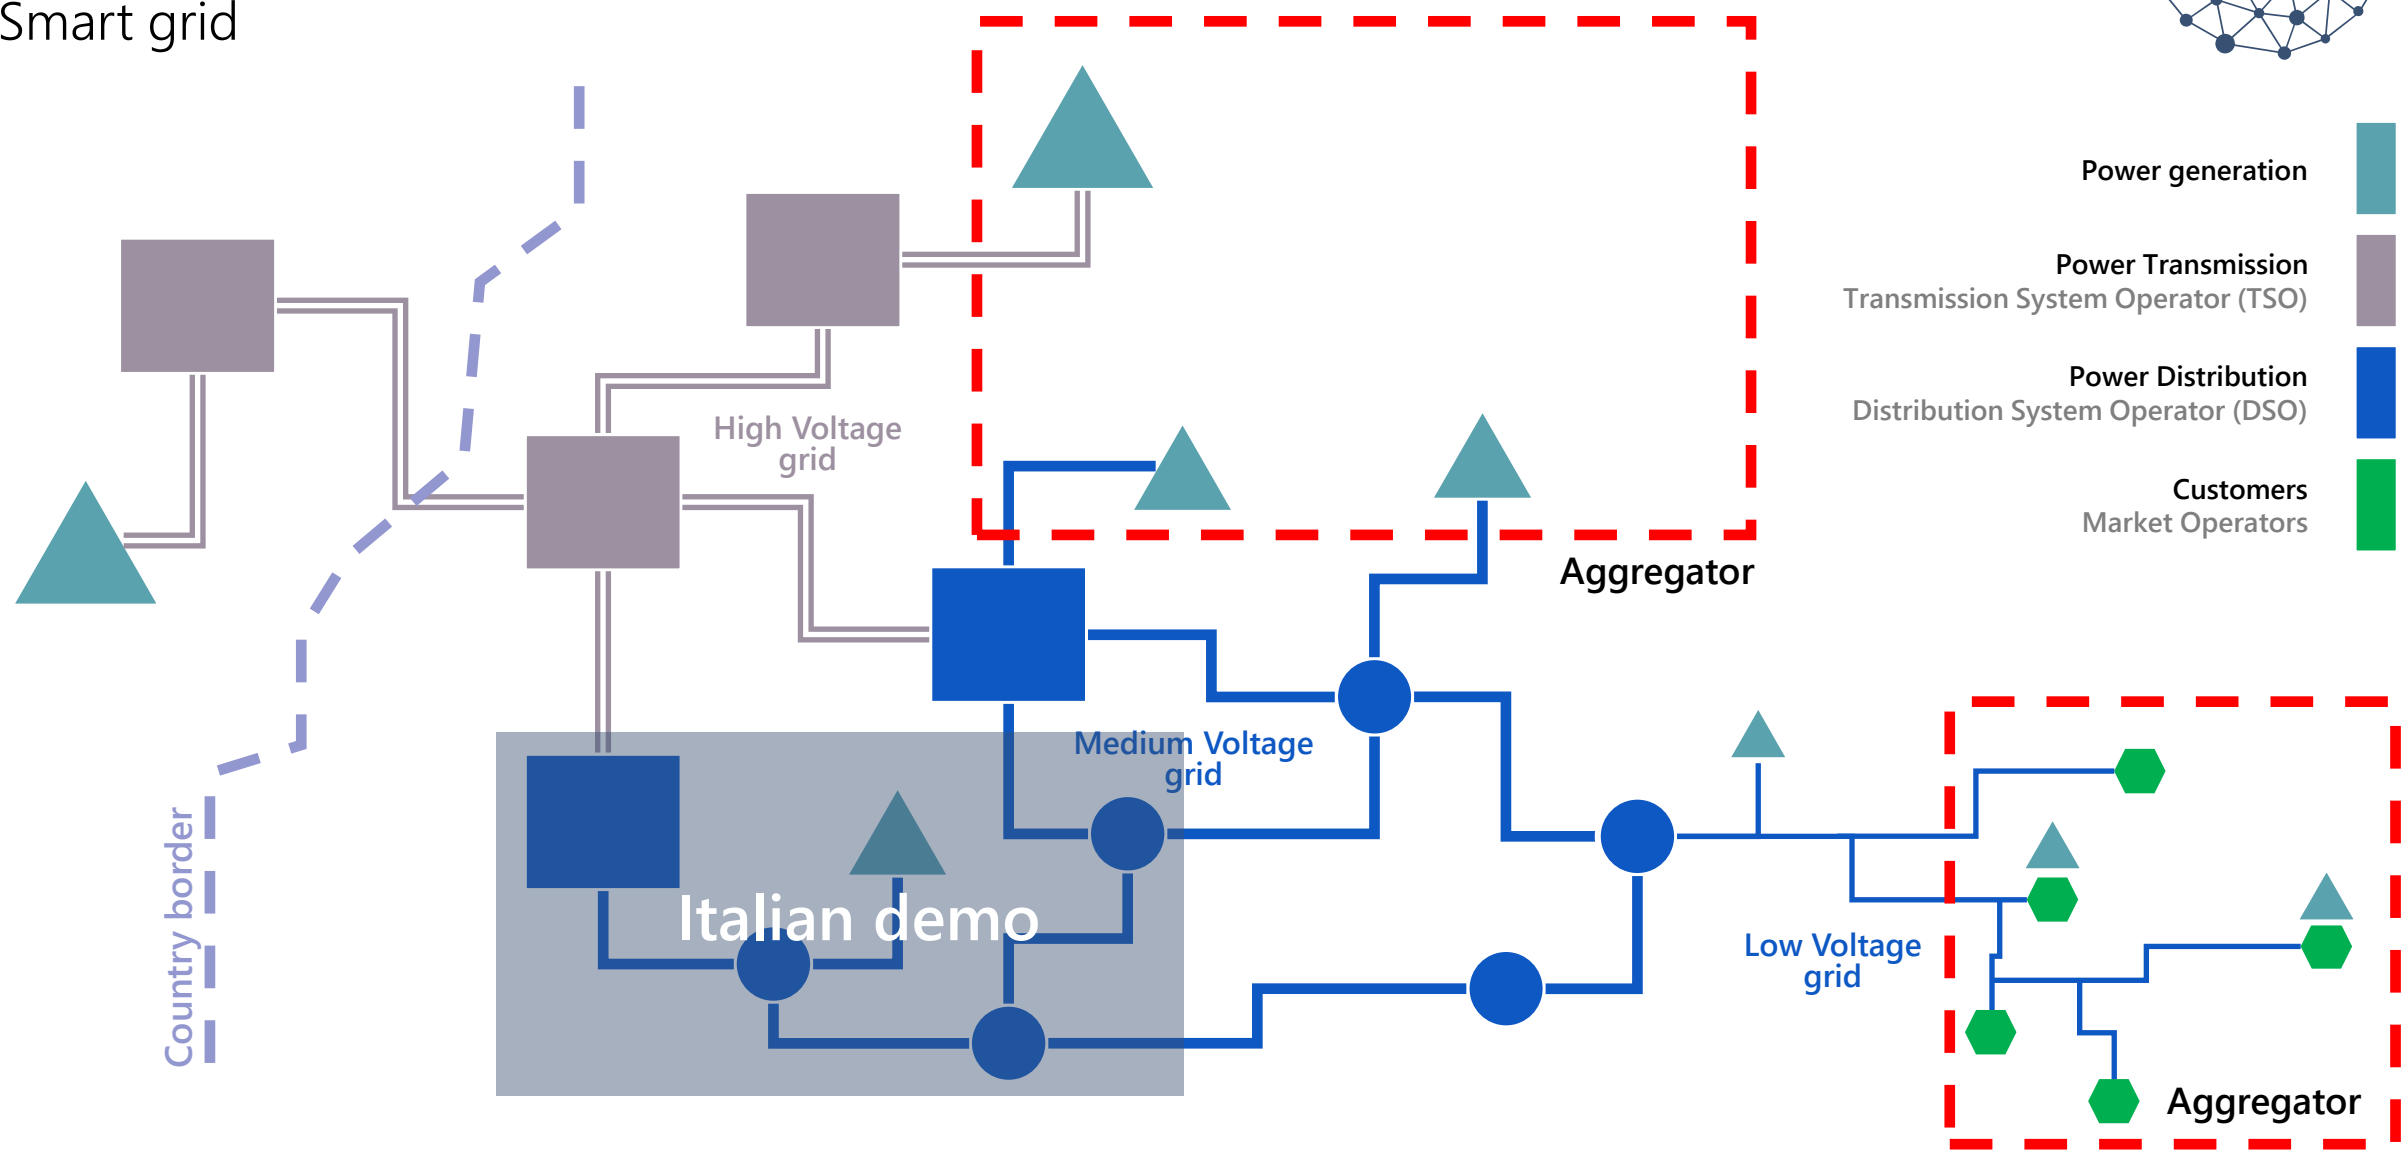 Smart grid
Power generation
Power Transmission
Transmission System Operator (TSO)
Power Distribution
Distribution System Operator (DSO)
Customers
Market Operators
High Voltage
grid
Aggregator
Medium Voltage
grid
Country border
Italian demo
Low Voltage
grid
Aggregator